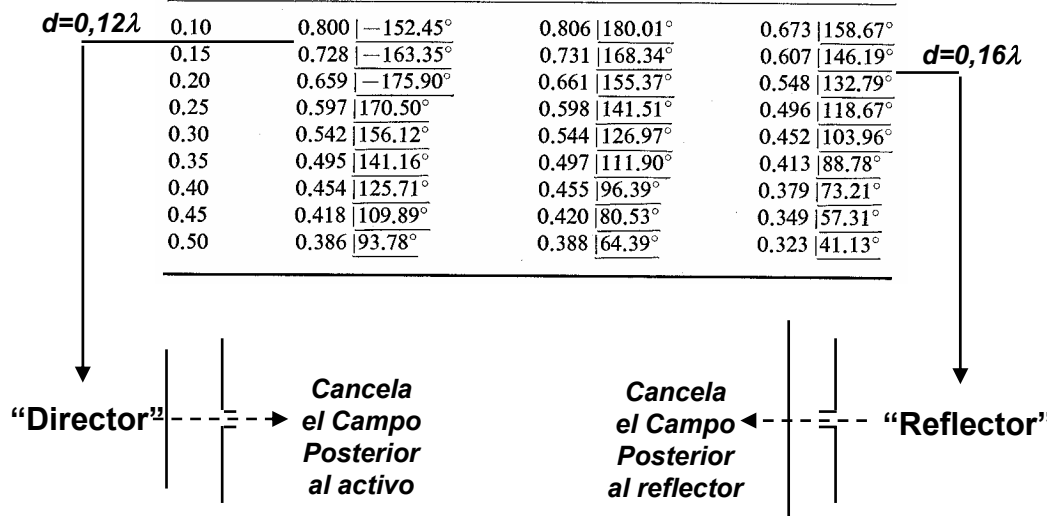 d=0,12λ
0.10 0.800 |−152.45° 0.806 |180.01° 0.673 |158.67°
0.15 0.728 |−163.35° 0.731 |168.34° 0.607 |146.19°
d=0,16λ
0.20 0.659 |−175.90° 0.661 |155.37° 0.548 |132.79°
0.25 0.597 |170.50° 0.598 |141.51° 0.496 |118.67°
0.30 0.542 |156.12° 0.544 |126.97° 0.452 |103.96°
0.35 0.495 |141.16° 0.497 |111.90° 0.413 |88.78°
0.40 0.454 |125.71° 0.455 |96.39° 0.379 |73.21°
0.45 0.418 |109.89° 0.420 |80.53° 0.349 |57.31°
0.50 0.386 |93.78° 0.388 |64.39° 0.323 |41.13°
“Director”
Cancela
el Campo
Posterior
al activo
Cancela
el Campo
Posterior
al reflector
“Reflector”